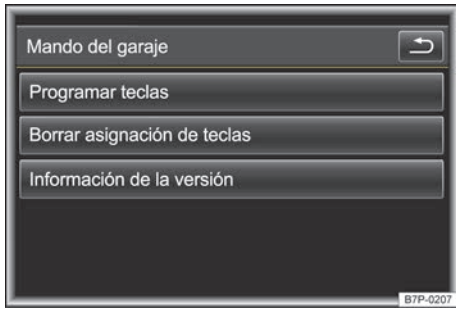 Mando del garaje
Programar teclas
Borrar asignación de teclas
Información de la versión
B7P-0207